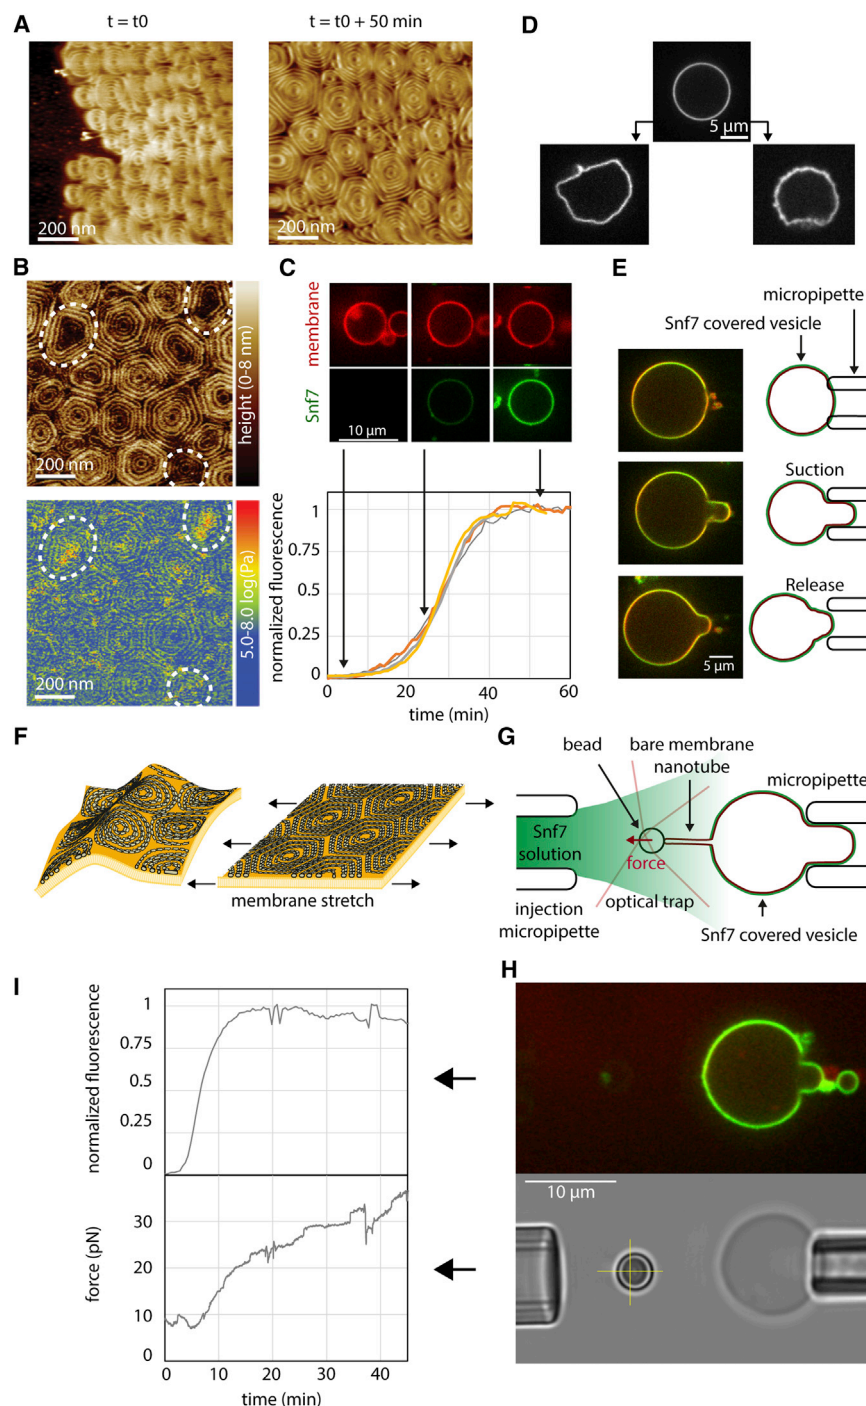 A
t = t0
t = t0 + 50 min
200 nm
200 nm
D
5 µm
B
height (0-8 nm)
200 nm
5.0-8.0 log(Pa)
200 nm
C
membrane
Snf7
10 µm
normalized fluorescence
1
0.75
0.5
0.25
0
0
20
40
60
time (min)
E
micropipette
Snf7 covered vesicle
Suction
Release
5 µm
F
membrane stretch
G
bead
bare membrane
nanotube
micropipette
Snf7
solution
force
injection
micropipette
optical trap
Snf7 covered vesicle
I
normalized fluorescence
1
0.75
0.5
0.25
0
force (pN)
30
20
10
0
0
10
20
30
40
time (min)
H
10 µm